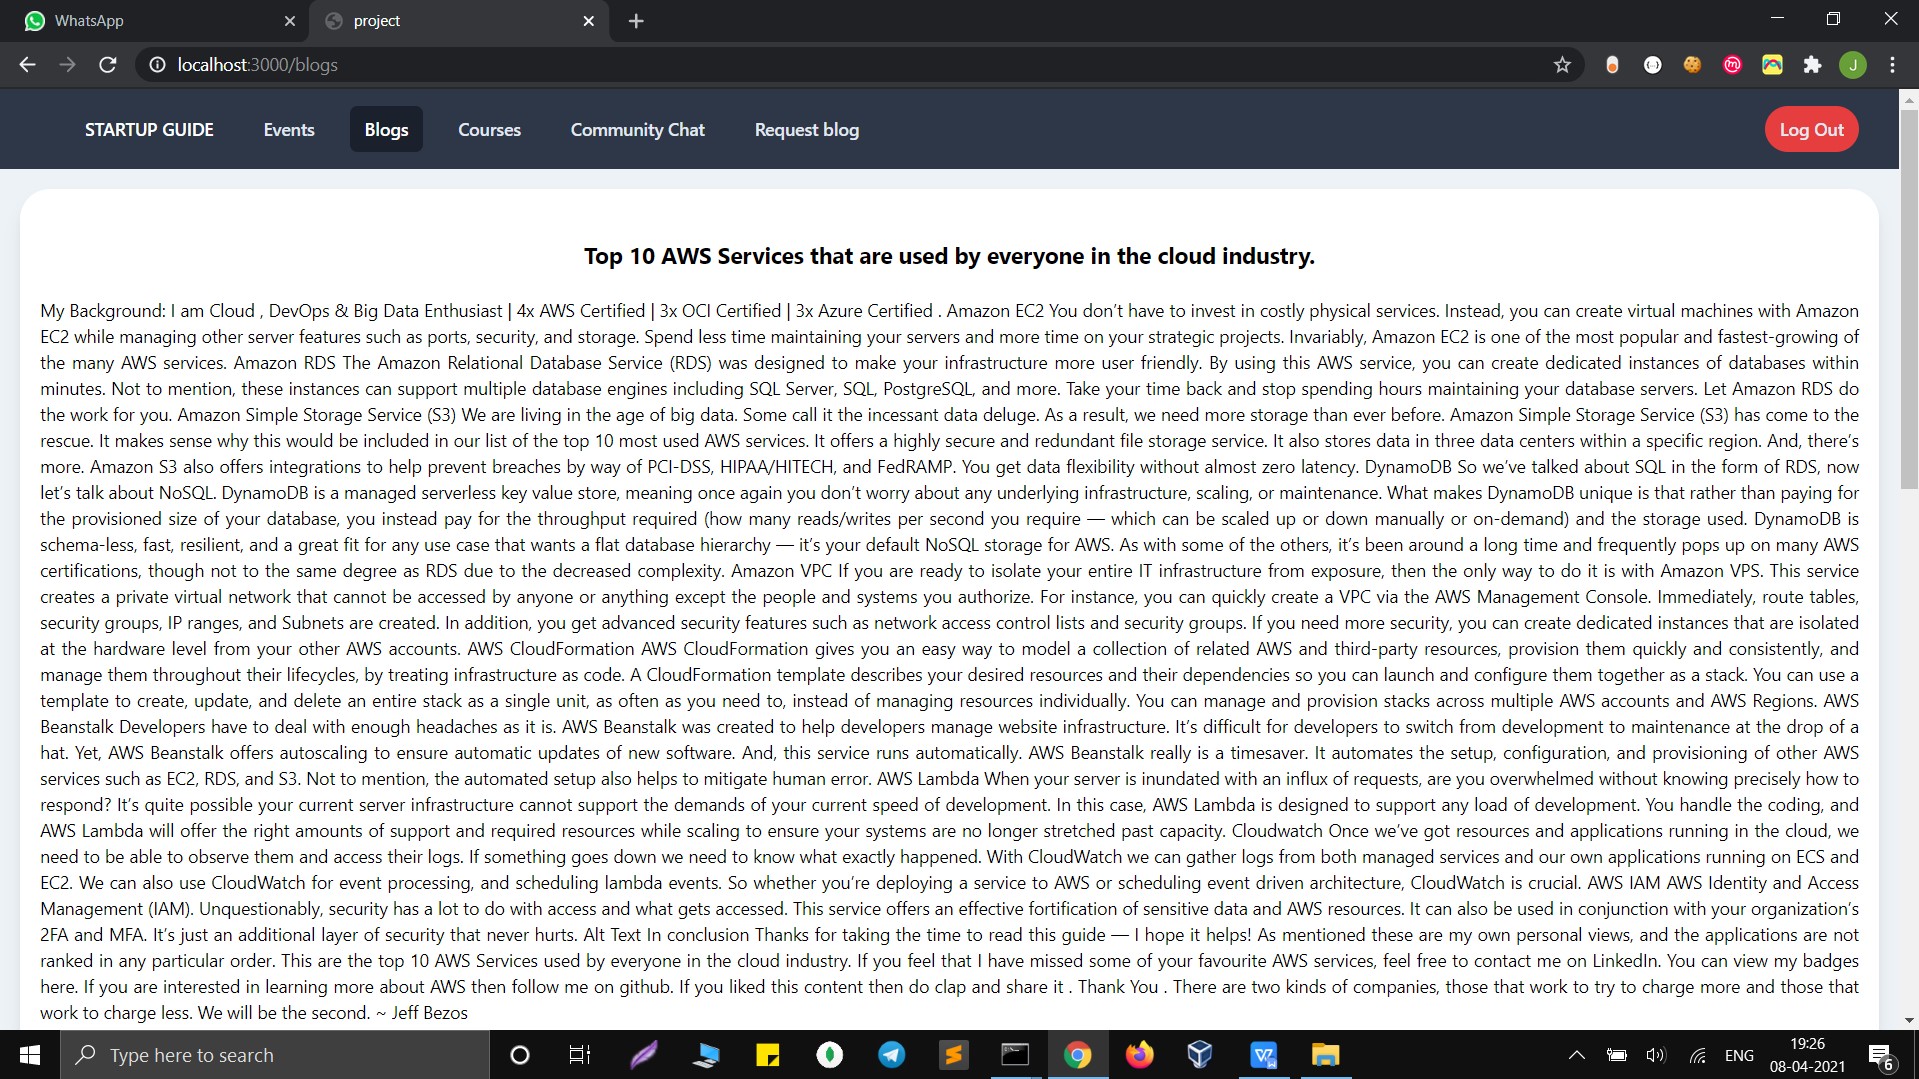 WhatsApp
project
localhost:3000/blogs
J
STARTUP GUIDE Events Blogs Courses Community Chat Request blog Log Out
Top 10 AWS Services that are used by everyone in the cloud industry.
My Background: I am Cloud , DevOps & Big Data Enthusiast | 4x AWS Certified | 3x OCI Certified | 3x Azure Certified . Amazon EC2 You don’t have to invest in costly physical services. Instead, you can create virtual machines with Amazon
EC2 while managing other server features such as ports, security, and storage. Spend less time maintaining your servers and more time on your strategic projects. Invariably, Amazon EC2 is one of the most popular and fastest-growing of
the many AWS services. Amazon RDS The Amazon Relational Database Service (RDS) was designed to make your infrastructure more user friendly. By using this AWS service, you can create dedicated instances of databases within
minutes. Not to mention, these instances can support multiple database engines including SQL Server, SQL, PostgreSQL, and more. Take your time back and stop spending hours maintaining your database servers. Let Amazon RDS do
the work for you. Amazon Simple Storage Service (S3) We are living in the age of big data. Some call it the incessant data deluge. As a result, we need more storage than ever before. Amazon Simple Storage Service (S3) has come to the
rescue. It makes sense why this would be included in our list of the top 10 most used AWS services. It offers a highly secure and redundant file storage service. It also stores data in three data centers within a specific region. And, there’s
more. Amazon S3 also offers integrations to help prevent breaches by way of PCI-DSS, HIPAA/HITECH, and FedRAMP. You get data flexibility without almost zero latency. DynamoDB So we’ve talked about SQL in the form of RDS, now
let’s talk about NoSQL. DynamoDB is a managed serverless key value store, meaning once again you don’t worry about any underlying infrastructure, scaling, or maintenance. What makes DynamoDB unique is that rather than paying for
the provisioned size of your database, you instead pay for the throughput required (how many reads/writes per second you require — which can be scaled up or down manually or on-demand) and the storage used. DynamoDB is
schema-less, fast, resilient, and a great fit for any use case that wants a flat database hierarchy — it’s your default NoSQL storage for AWS. As with some of the others, it’s been around a long time and frequently pops up on many AWS
certifications, though not to the same degree as RDS due to the decreased complexity. Amazon VPC If you are ready to isolate your entire IT infrastructure from exposure, then the only way to do it is with Amazon VPS. This service
creates a private virtual network that cannot be accessed by anyone or anything except the people and systems you authorize. For instance, you can quickly create a VPC via the AWS Management Console. Immediately, route tables,
security groups, IP ranges, and Subnets are created. In addition, you get advanced security features such as network access control lists and security groups. If you need more security, you can create dedicated instances that are isolated
at the hardware level from your other AWS accounts. AWS CloudFormation AWS CloudFormation gives you an easy way to model a collection of related AWS and third-party resources, provision them quickly and consistently, and
manage them throughout their lifecycles, by treating infrastructure as code. A CloudFormation template describes your desired resources and their dependencies so you can launch and configure them together as a stack. You can use a
template to create, update, and delete an entire stack as a single unit, as often as you need to, instead of managing resources individually. You can manage and provision stacks across multiple AWS accounts and AWS Regions. AWS
Beanstalk Developers have to deal with enough headaches as it is. AWS Beanstalk was created to help developers manage website infrastructure. It’s difficult for developers to switch from development to maintenance at the drop of a
hat. Yet, AWS Beanstalk offers autoscaling to ensure automatic updates of new software. And, this service runs automatically. AWS Beanstalk really is a timesaver. It automates the setup, configuration, and provisioning of other AWS
services such as EC2, RDS, and S3. Not to mention, the automated setup also helps to mitigate human error. AWS Lambda When your server is inundated with an influx of requests, are you overwhelmed without knowing precisely how to
respond? It’s quite possible your current server infrastructure cannot support the demands of your current speed of development. In this case, AWS Lambda is designed to support any load of development. You handle the coding, and
AWS Lambda will offer the right amounts of support and required resources while scaling to ensure your systems are no longer stretched past capacity. Cloudwatch Once we’ve got resources and applications running in the cloud, we
need to be able to observe them and access their logs. If something goes down we need to know what exactly happened. With CloudWatch we can gather logs from both managed services and our own applications running on ECS and
EC2. We can also use CloudWatch for event processing, and scheduling lambda events. So whether you’re deploying a service to AWS or scheduling event driven architecture, CloudWatch is crucial. AWS IAM AWS Identity and Access
Management (IAM). Unquestionably, security has a lot to do with access and what gets accessed. This service offers an effective fortification of sensitive data and AWS resources. It can also be used in conjunction with your organization’s
2FA and MFA. It’s just an additional layer of security that never hurts. Alt Text In conclusion Thanks for taking the time to read this guide — I hope it helps! As mentioned these are my own personal views, and the applications are not
ranked in any particular order. This are the top 10 AWS Services used by everyone in the cloud industry. If you feel that I have missed some of your favourite AWS services, feel free to contact me on LinkedIn. You can view my badges
here. If you are interested in learning more about AWS then follow me on github. If you liked this content then do clap and share it . Thank You . There are two kinds of companies, those that work to try to charge more and those that
work to charge less. We will be the second. ~ Jeff Bezos
Type here to search
ENG
19:26
08-04-2021
6